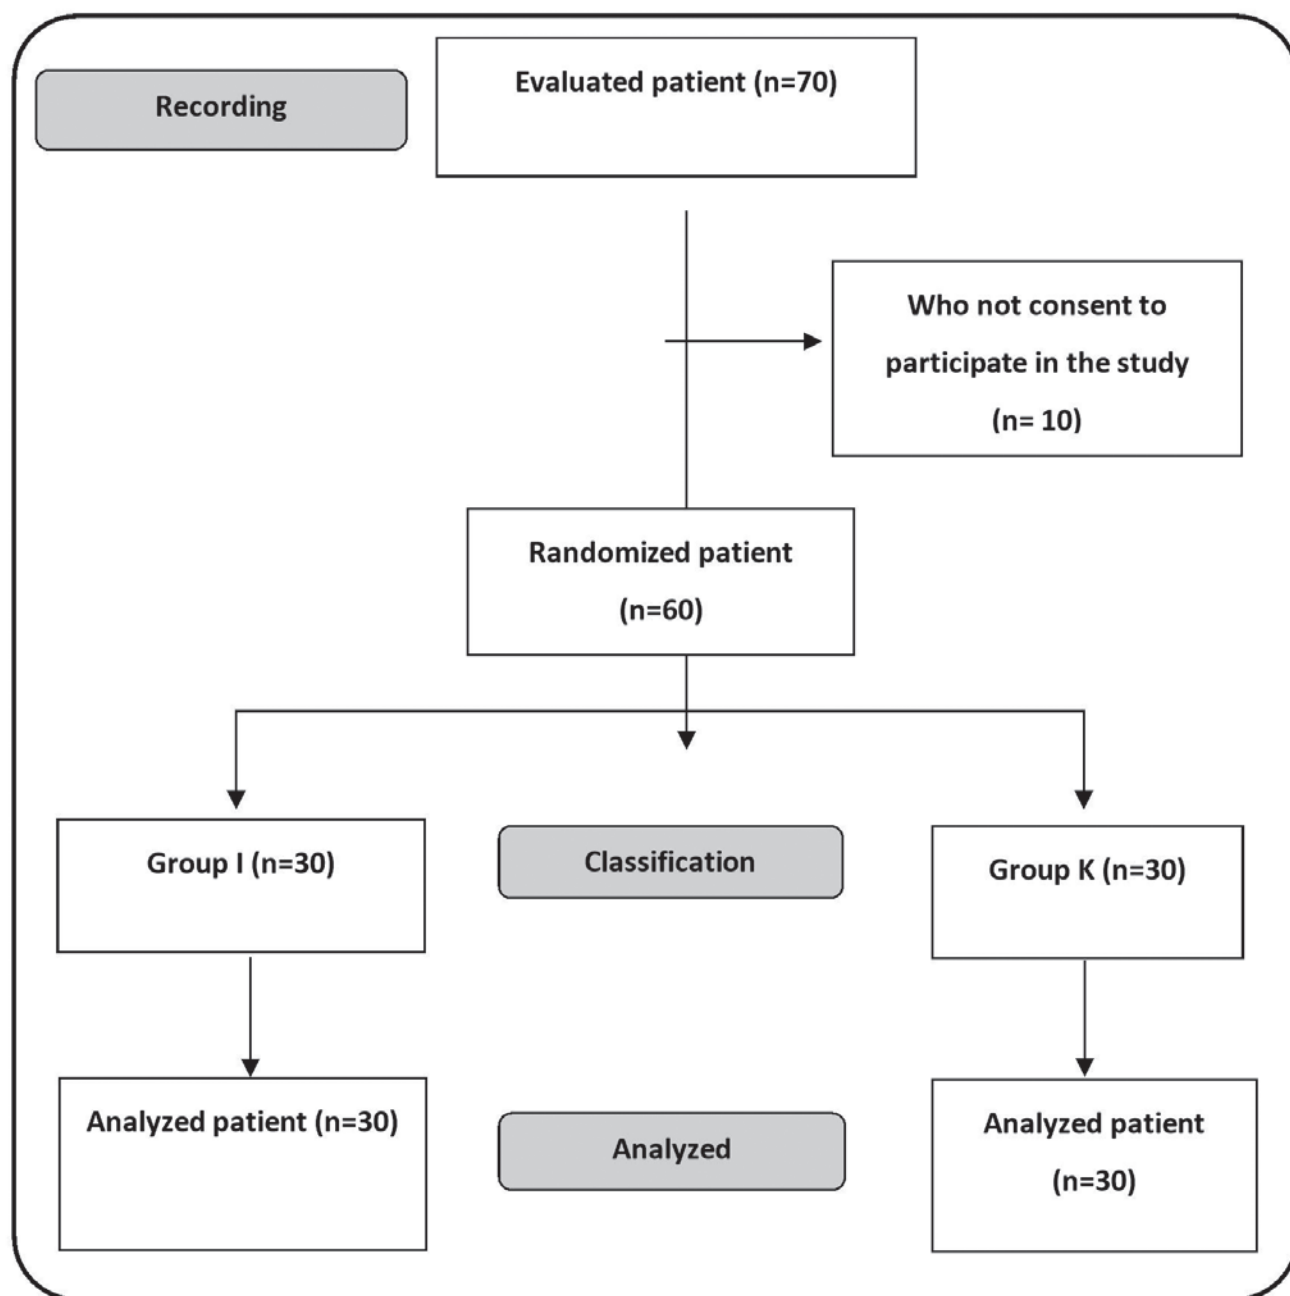 Recording
Evaluated patient (n=70)
Who not consent to
participate in the study
(n= 10)
Randomized patient
(n=60)
Group I (n=30)
Classification
Group K (n=30)
Analyzed patient (n=30)
Analyzed
Analyzed patient
(n=30)